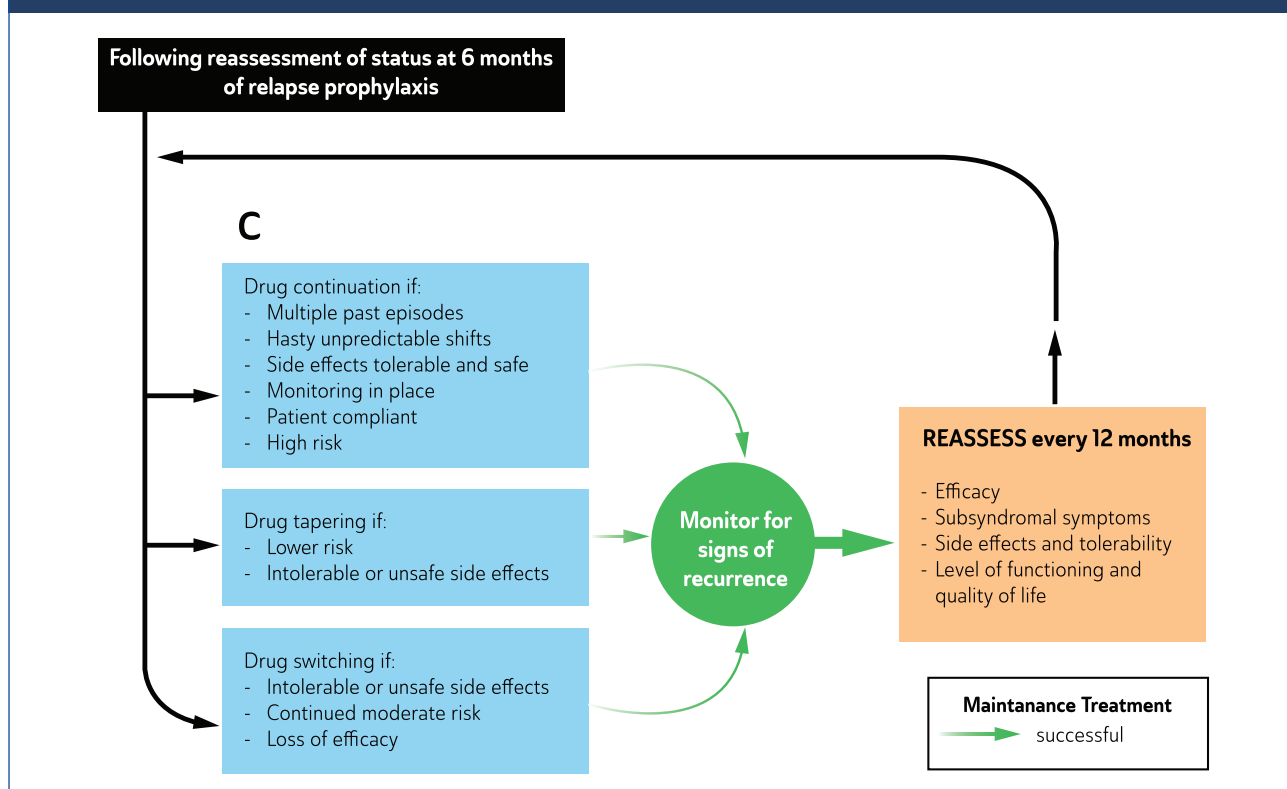 Following reassessment of status at 6 months
of relapse prophylaxis
C
Drug continuation if:
- Multiple past episodes
- Hasty unpredictable shifts
- Side effects tolerable and safe
- Monitoring in place
- Patient compliant
- High risk
Drug tapering if:
- Lower risk
- Intolerable or unsafe side effects
Drug switching if:
- Intolerable or unsafe side effects
- Continued moderate risk
- Loss of efficacy
Monitor for
signs of
recurrence
REASSESS every 12 months
- Efficacy
- Subsyndromal symptoms
- Side effects and tolerability
- Level of functioning and
quality of life
Maintanance Treatment
successful